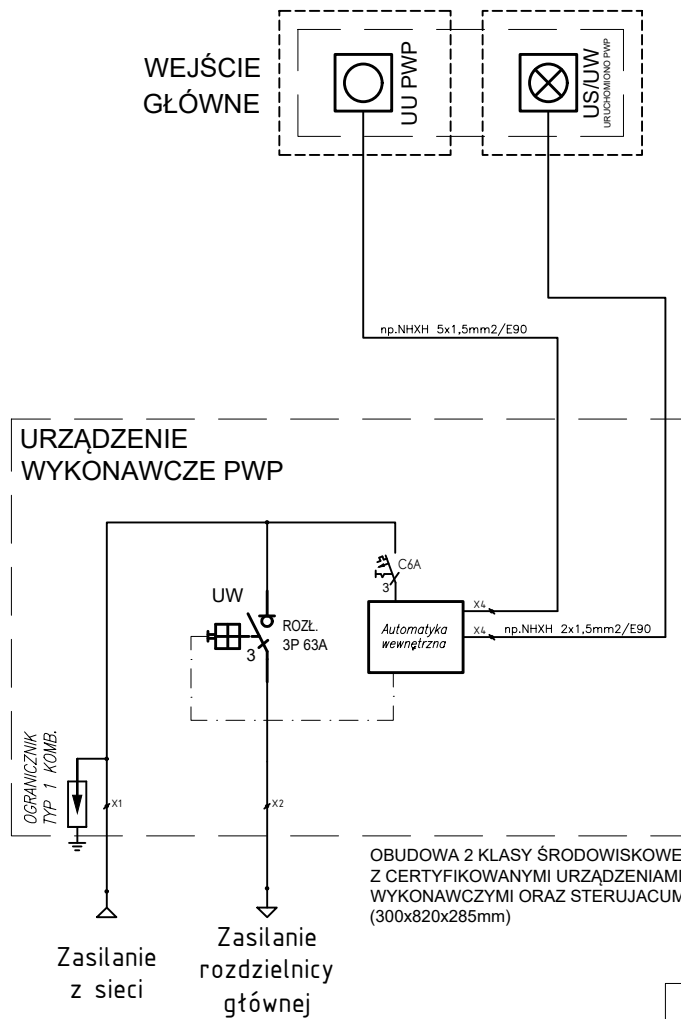 WEJŚCIE
GŁÓWNE
UU PWP
US/UW
URUCHOMIONO PWP
np.NHXH 5x1,5mm2/E90
URZĄDZENIE
WYKONAWCZE PWP
C6A
3
UW
ROZŁ.
3P 63A
3
Automatyka
wewnętrzna
X4
X4
np.NHXH 2x1,5mm2/E90
OGRANICZNIK
TYP 1 KOMB.
X1
X2
OBUDOWA 2 KLASY ŚRODOWISKOWE
Z CERTYFIKOWANYMI URZĄDZENIAMI
WYKONAWCZYMI ORAZ STERUJACUM
(300x820x285mm)
Zasilanie
z sieci
Zasilanie
rozdzielnicy
głównej